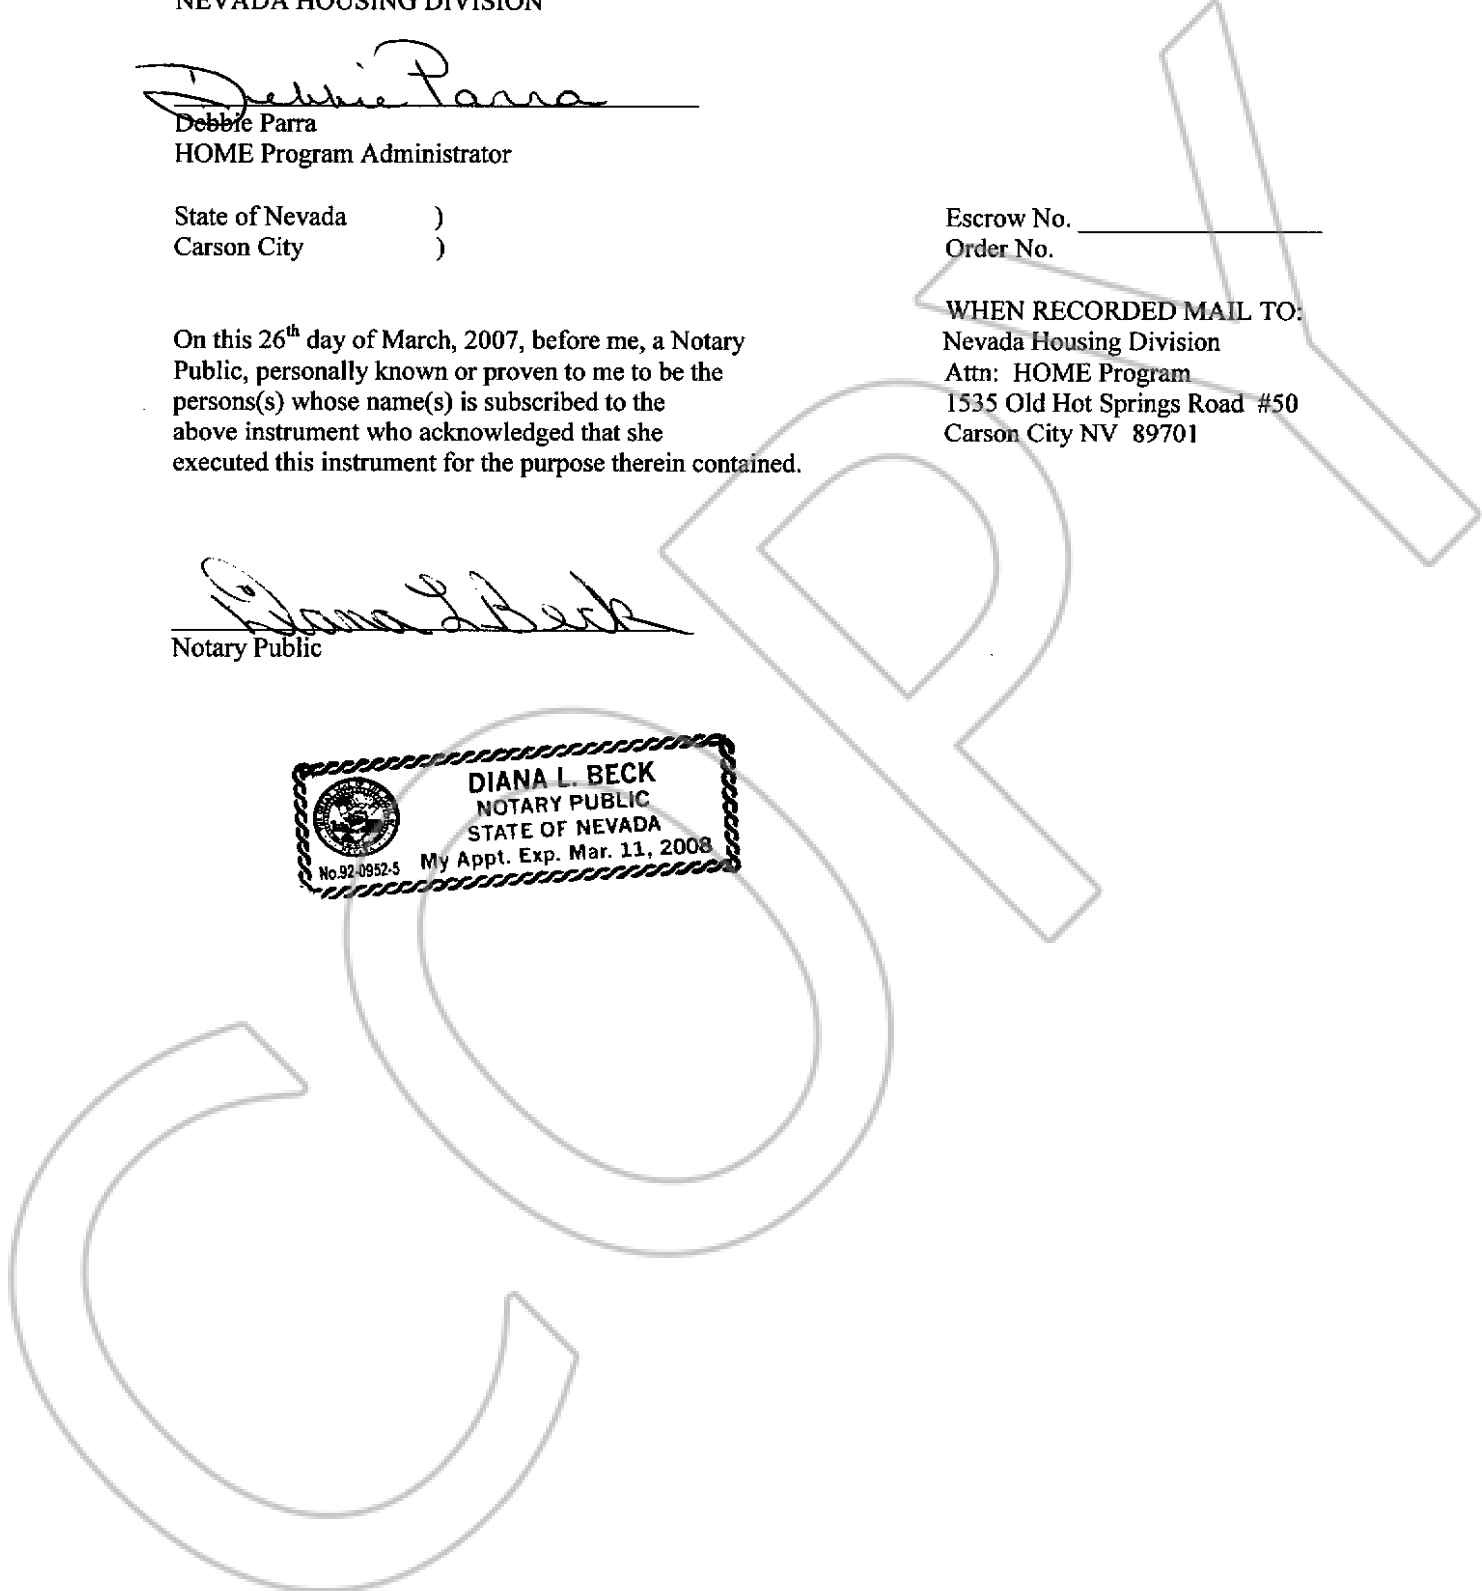 NEVADA HOUSING DIVISION
Debbie Parra
Debbie Parra
HOME Program Administrator
State of Nevada )
Carson City )
On this 26th day of March, 2007, before me, a Notary
Public, personally known or proven to me to be the
persons(s) whose name(s) is subscribed to the
above instrument who acknowledged that she
executed this instrument for the purpose therein contained.
Diana L Beck
Notary Public
DIANA L. BECK
NOTARY PUBLIC
STATE OF NEVADA
My Appt. Exp. Mar. 11, 2008
No.92-0952-5
Escrow No.
Order No.
WHEN RECORDED MAIL TO:
Nevada Housing Division
Attn: HOME Program
1535 Old Hot Springs Road #50
Carson City NV 89701
COPY